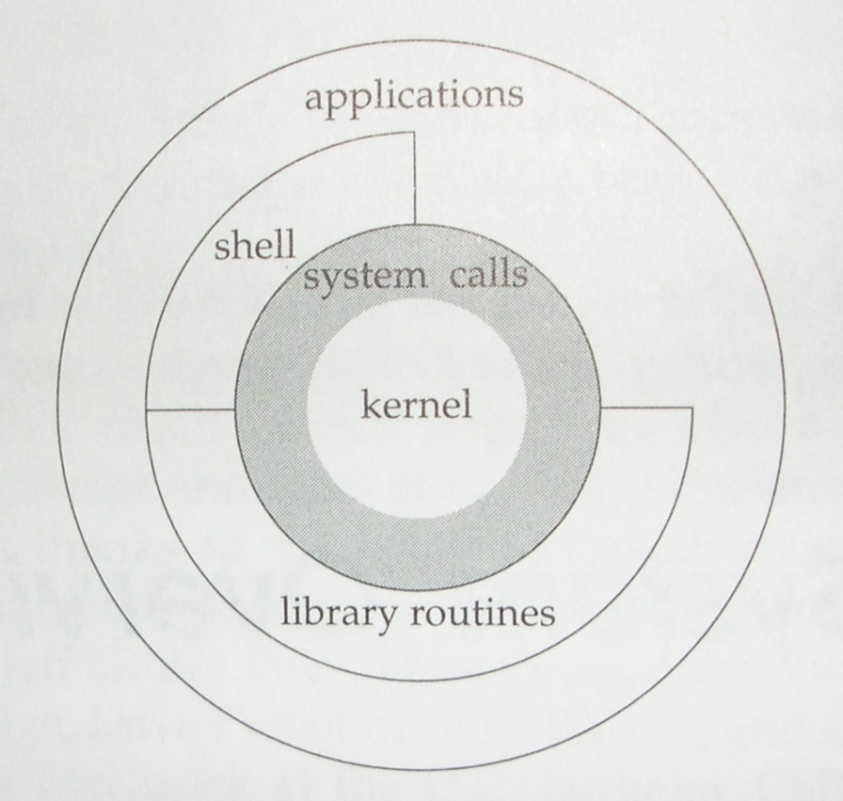 applications
shell
system calls
kernel
library routines